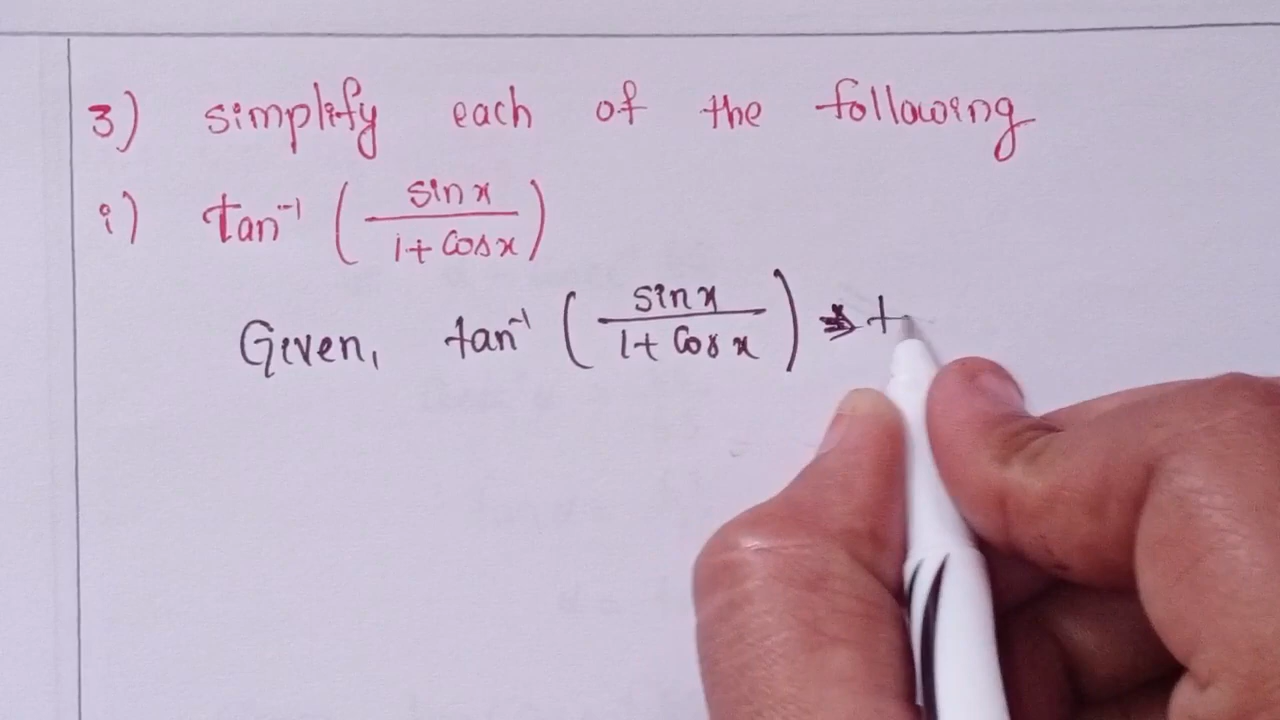 3) simplify each of the following
i) tan⁻¹ ( sin x / 1 + Cos x )
Given, tan⁻¹ ( sin x / 1 + Cos x ) ⇒ t